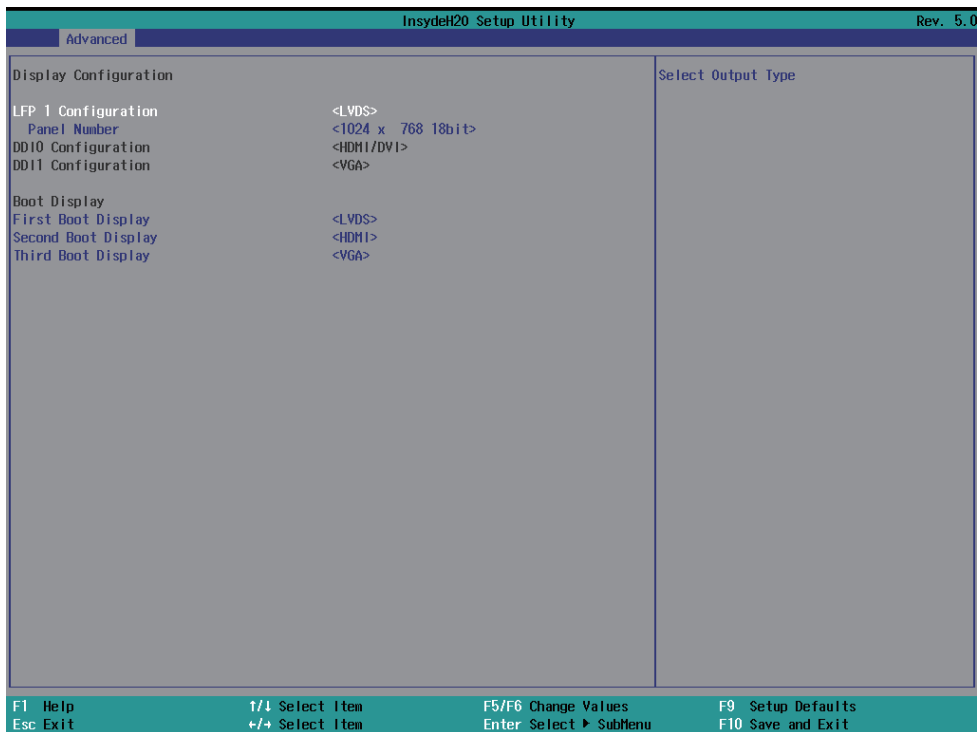 InsydeH2O Setup Utility Rev. 5.0
Advanced
Display Configuration
LFP 1 Configuration <LVDS>
Panel Number <1024 x 768 18bit>
DDI0 Configuration <HDMI/DVI>
DDI1 Configuration <VGA>
Boot Display
First Boot Display <LVDS>
Second Boot Display <HDMI>
Third Boot Display <VGA>
Select Output Type
F1 Help ↑/↓ Select Item F5/F6 Change Values F9 Setup Defaults
Esc Exit ←/→ Select Item Enter Select ▶ SubMenu F10 Save and Exit